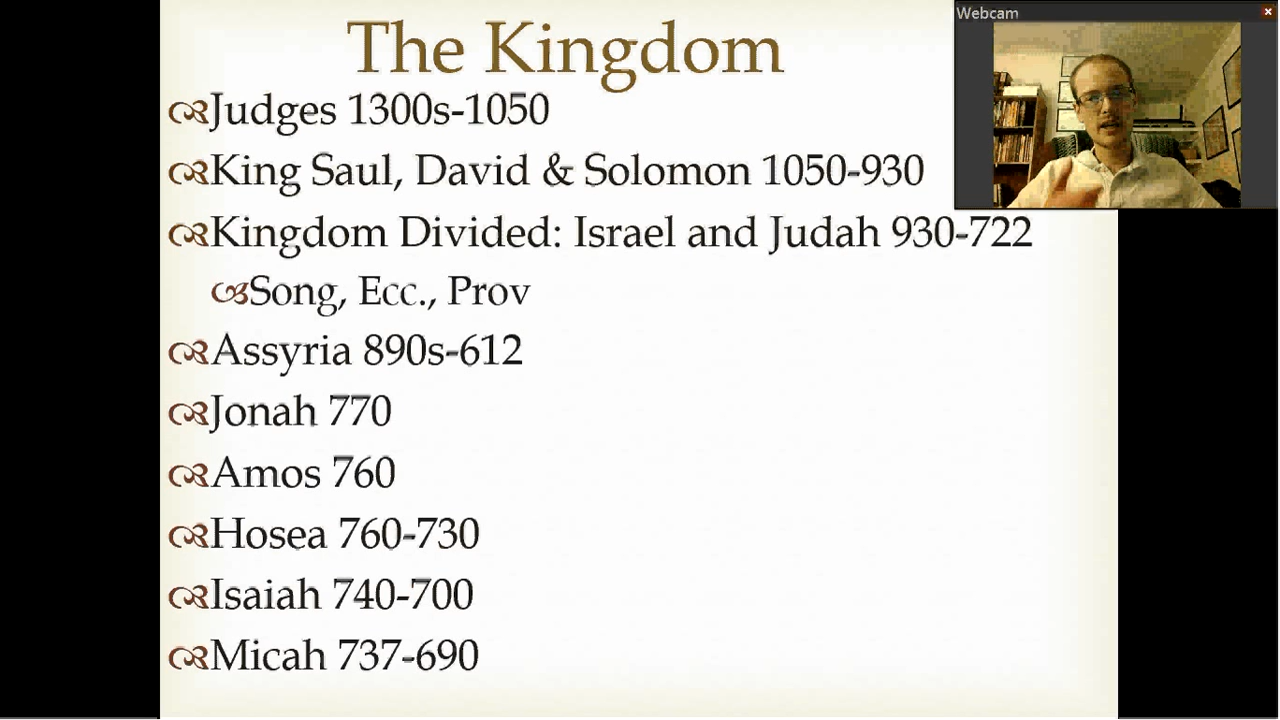 The Kingdom
Webcam
Judges 1300s-1050
King Saul, David & Solomon 1050-930
Kingdom Divided: Israel and Judah 930-722
Song, Ecc., Prov
Assyria 890s-612
Jonah 770
Amos 760
Hosea 760-730
Isaiah 740-700
Micah 737-690